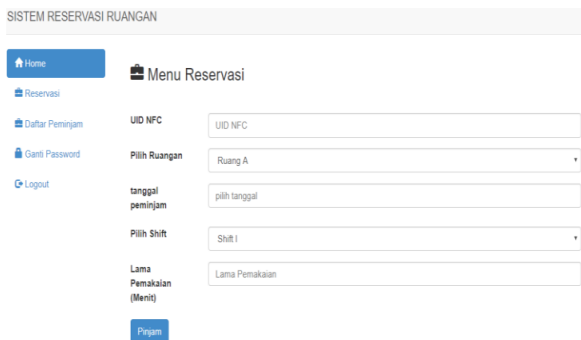 SISTEM RESERVASI RUANGAN
Home
Reservasi
Daftar Peminjam
Ganti Password
Logout
Menu Reservasi
UID NFC
UID NFC
Pilih Ruangan
Ruang A
tanggal
peminjam
pilih tanggal
Pilih Shift
Shift I
Lama
Pemakaian
(Menit)
Lama Pemakaian
Pinjam